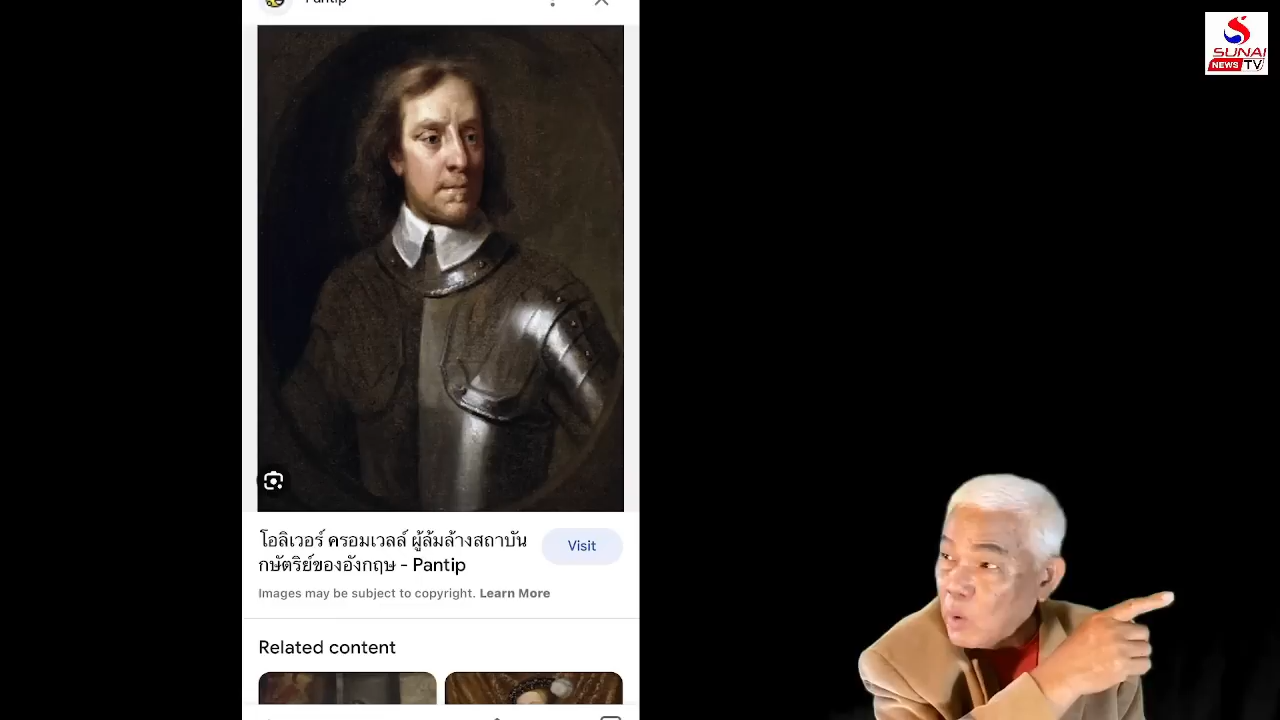 Pantip
SUNAI
NEWS TV
โอลิเวอร์ ครอมเวลล์ ผู้ล้มล้างสถาบัน
Visit
กษัตริย์ของอังกฤษ - Pantip
Images may be subject to copyright. Learn More
Related content